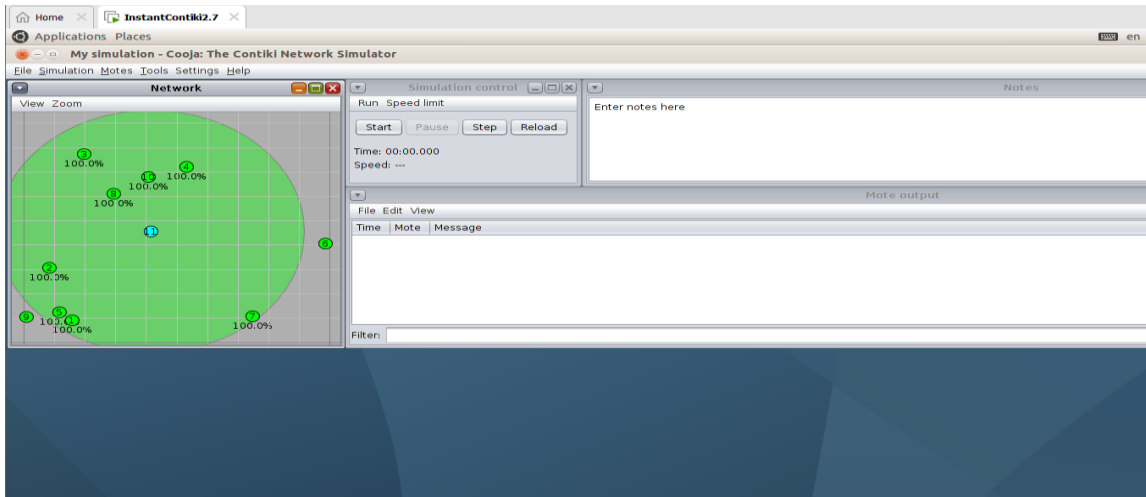 Home InstantContiki2.7
Applications Places en
My simulation - Cooja: The Contiki Network Simulator
File Simulation Motes Tools Settings Help
Network
View Zoom
3
100.0%
4
100.0%
10
100.0%
8
100.0%
11
6
2
100.0%
9
5
1
100.0%
7
100.0%
Simulation control
Run Speed limit
Start Pause Step Reload
Time: 00:00.000
Speed: ---
Notes
Enter notes here
Mote output
File Edit View
Time Mote Message
Filter: